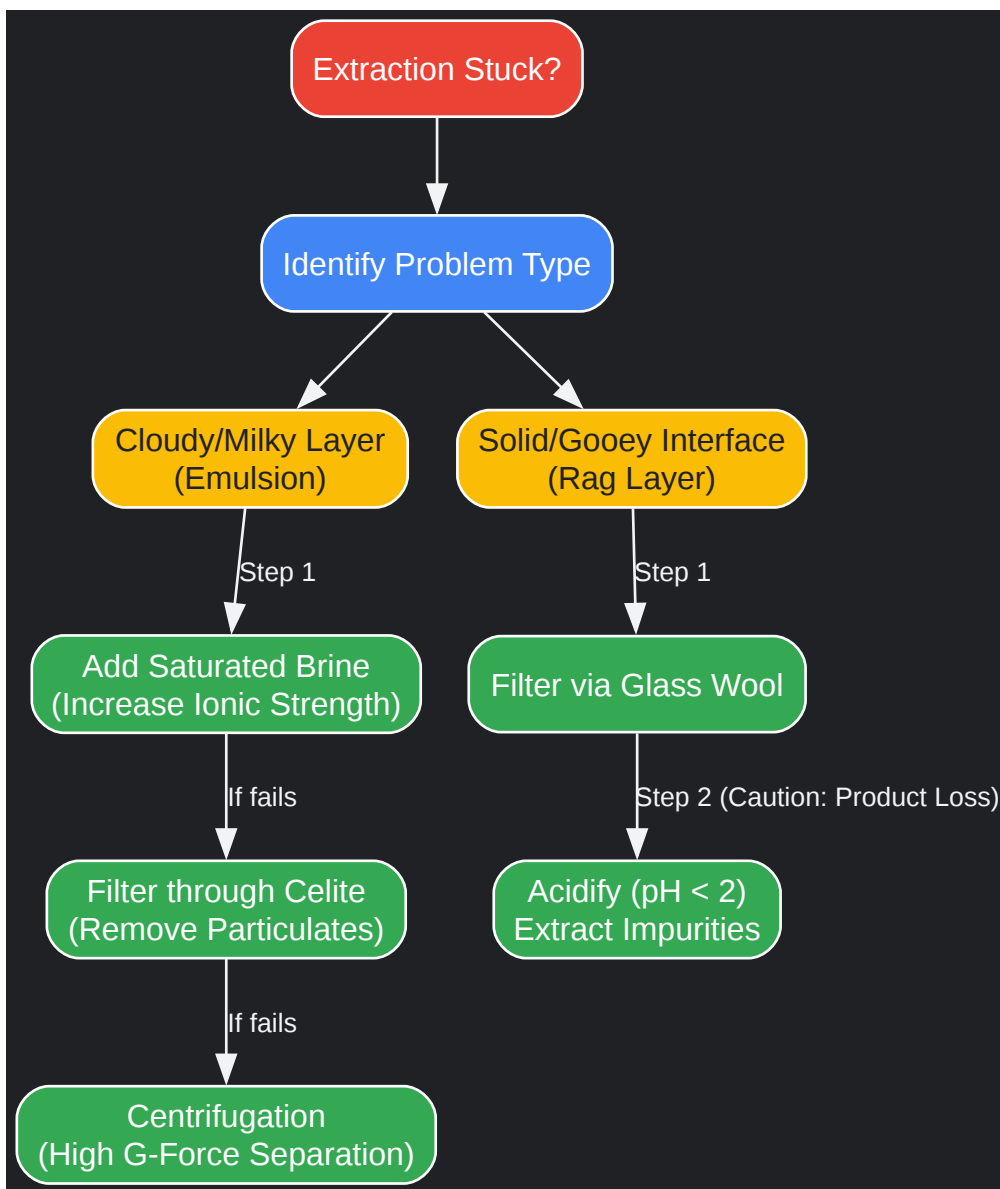 Extraction Stuck?
Identify Problem Type
Cloudy/Milky Layer
(Emulsion)
Solid/Gooey Interface
(Rag Layer)
Step 1
Step 1
Add Saturated Brine
(Increase Ionic Strength)
Filter via Glass Wool
If fails
Step 2 (Caution: Product Loss)
Filter through Celite
(Remove Particulates)
Acidify (pH < 2)
Extract Impurities
If fails
Centrifugation
(High G-Force Separation)